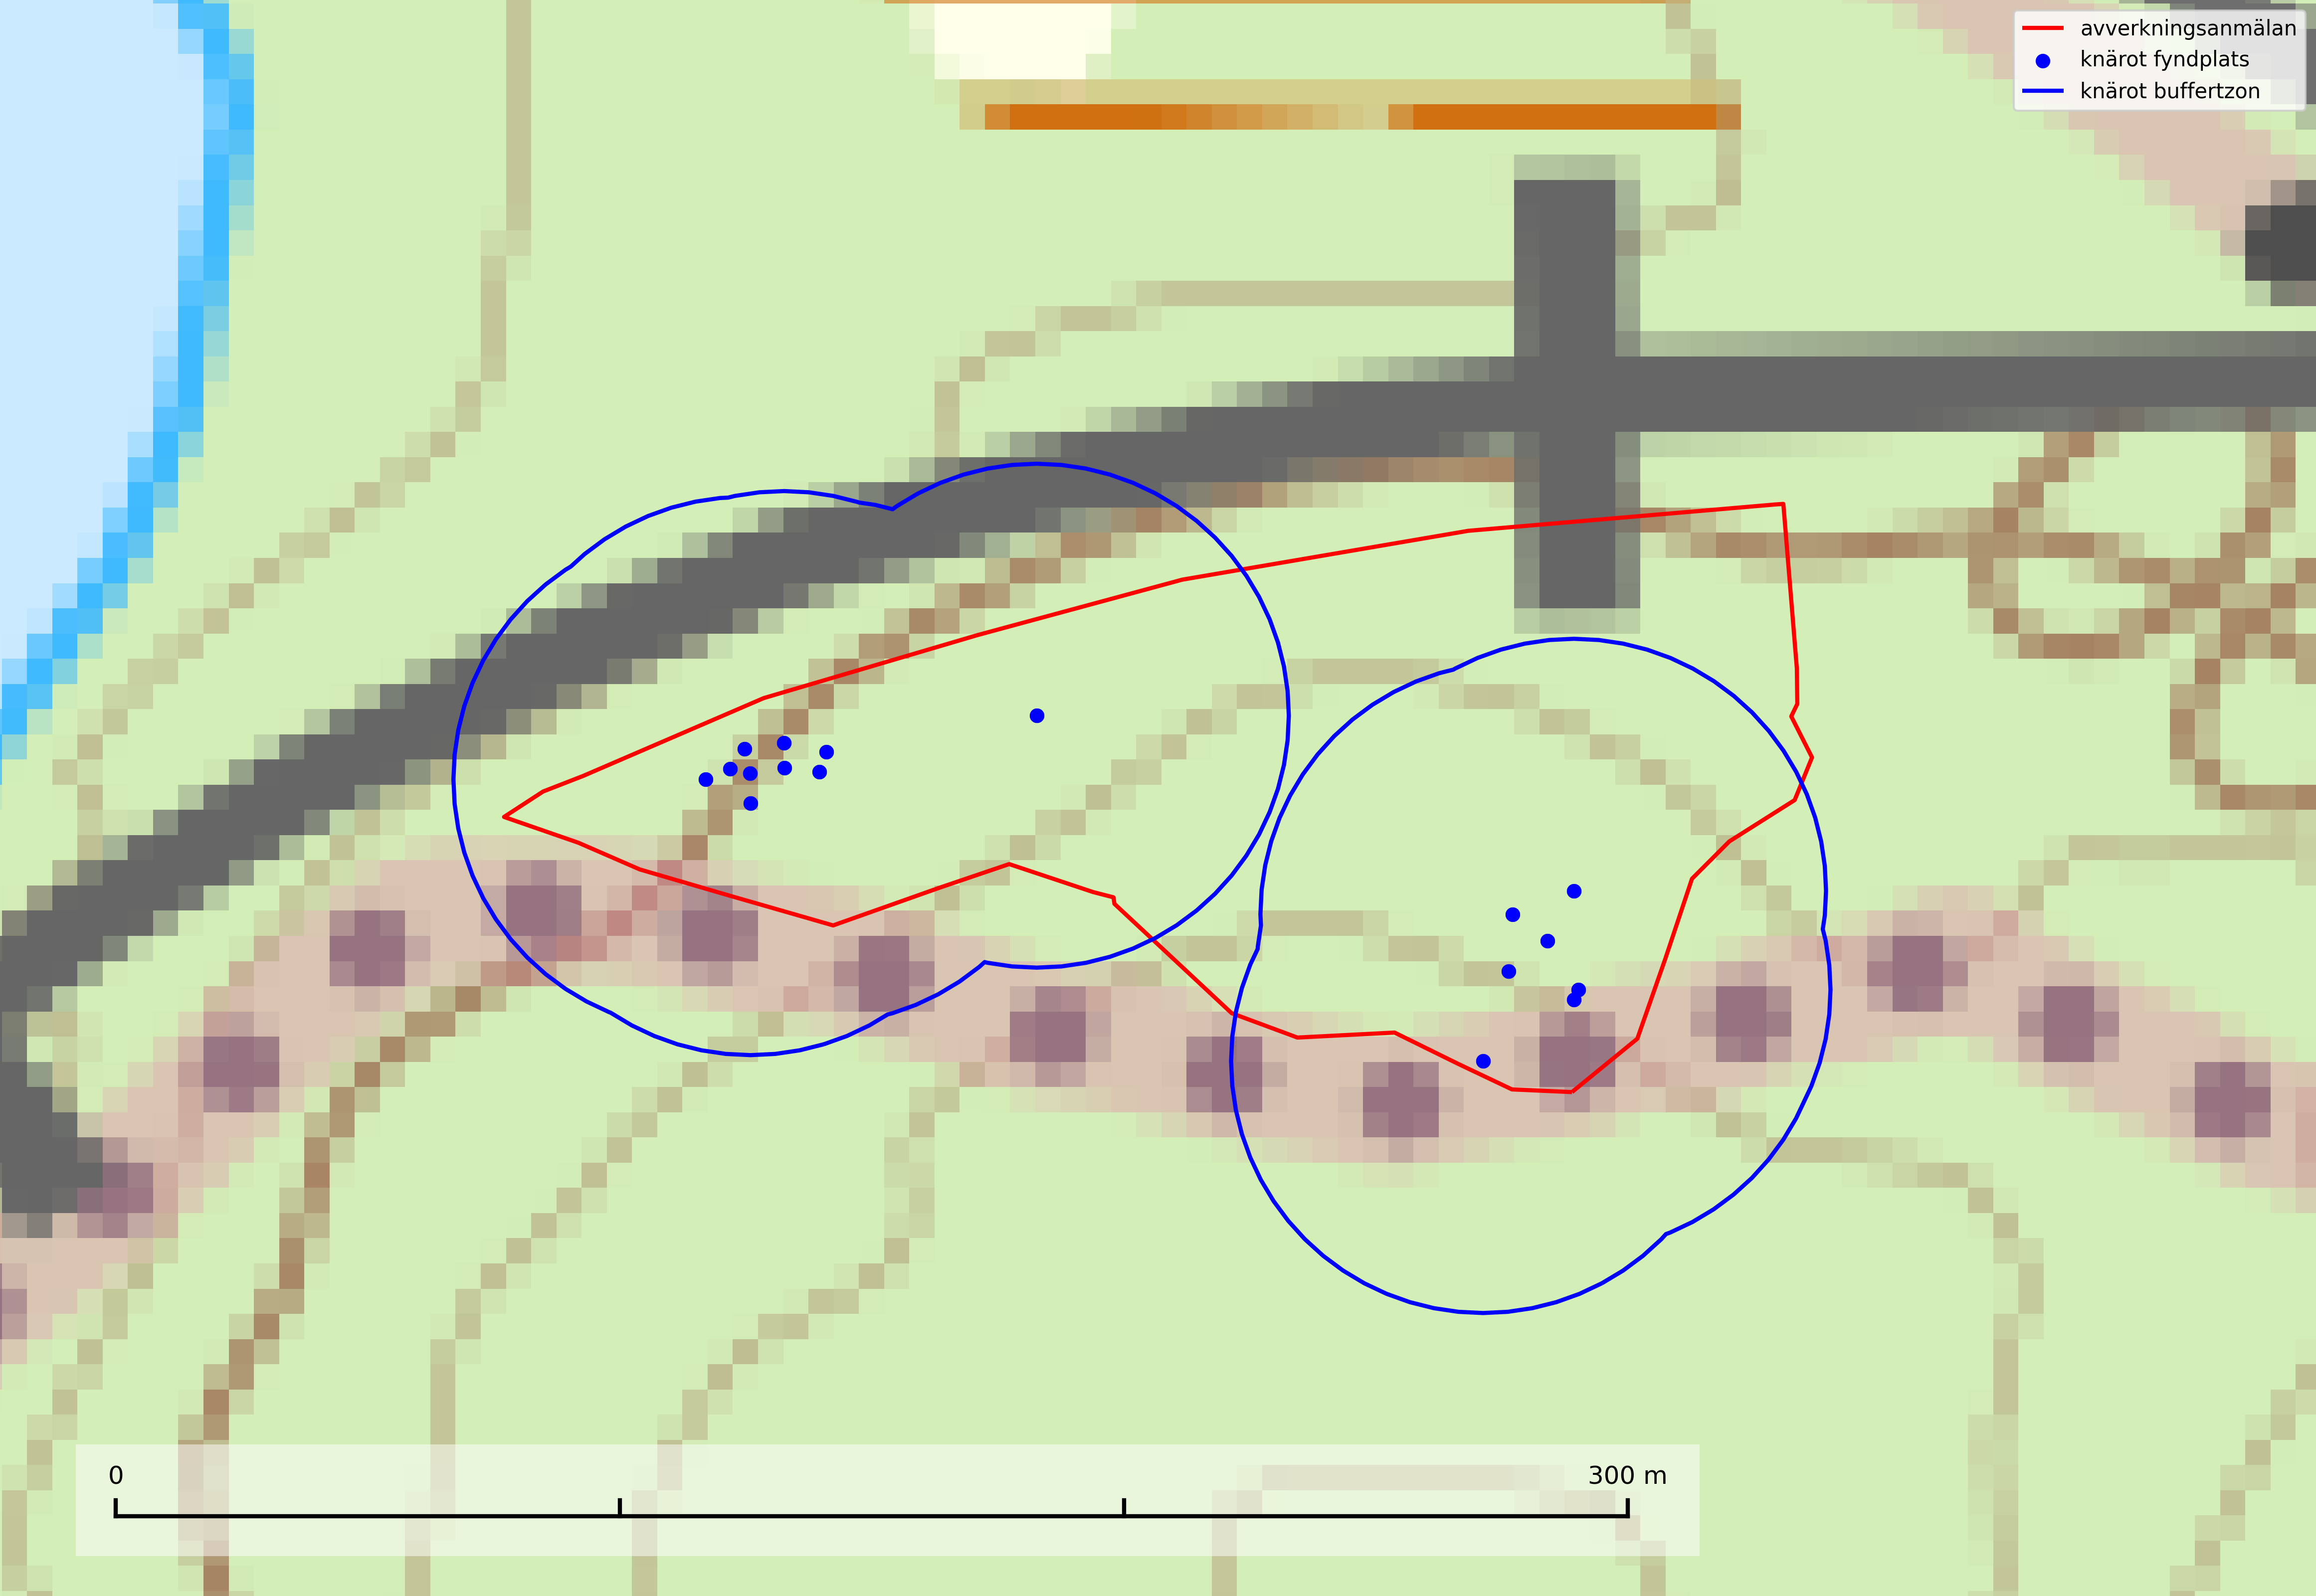 avverkningsanmälan
knärot fyndplats
knärot buffertzon
0 300 m